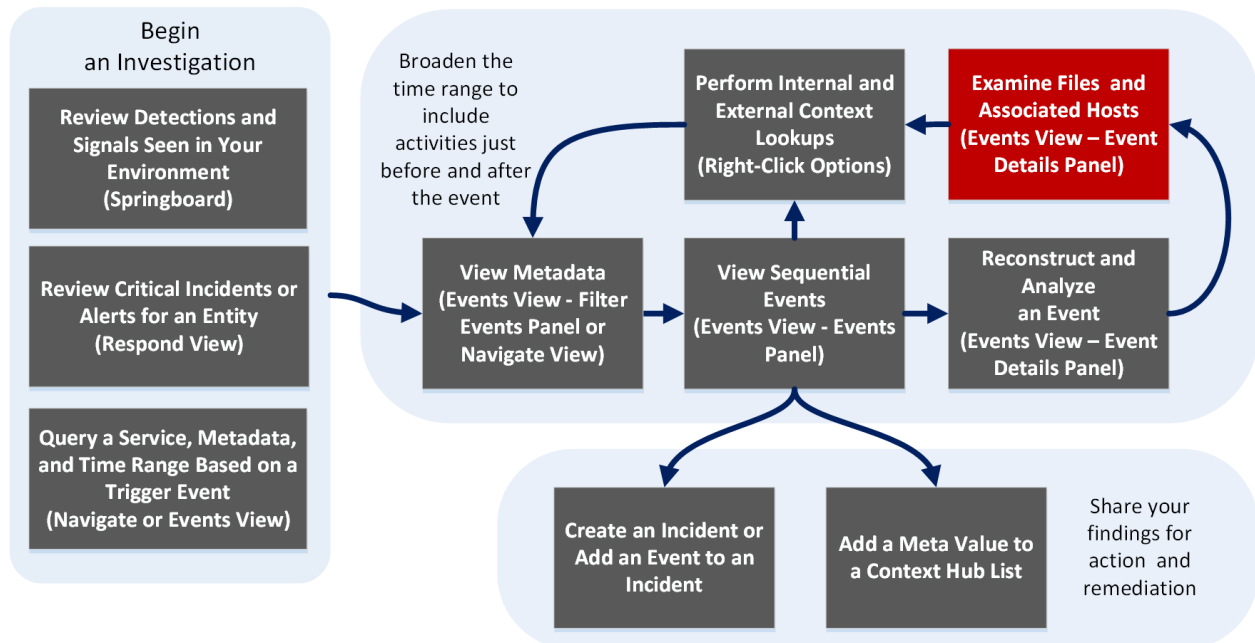 Begin
an Investigation
Review Detections and
Signals Seen in Your
Environment
(Springboard)
Review Critical Incidents or
Alerts for an Entity
(Respond View)
Query a Service, Metadata,
and Time Range Based on a
Trigger Event
(Navigate or Events View)
Broaden the
time range to
include
activities just
before and after
the event
Perform Internal and
External Context
Lookups
(Right-Click Options)
Examine Files and
Associated Hosts
(Events View – Event
Details Panel)
View Metadata
(Events View - Filter
Events Panel or
Navigate View)
View Sequential
Events
(Events View - Events
Panel)
Reconstruct and
Analyze
an Event
(Events View – Event
Details Panel)
Create an Incident or
Add an Event to an
Incident
Add a Meta Value to
a Context Hub List
Share your
findings for
action and
remediation